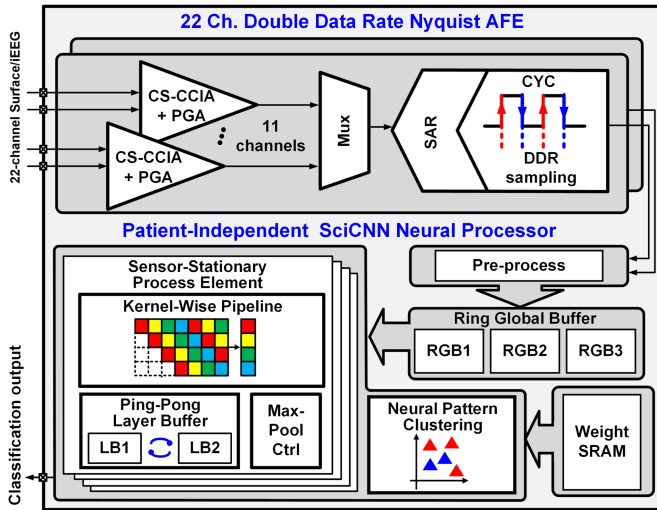 22 Ch. Double Data Rate Nyquist AFE
22-channel Surface/iEEG
CS-CCIA
+ PGA
CS-CCIA
+ PGA
11
channels
Mux
SAR
CYC
DDR
sampling
Patient-Independent SciCNN Neural Processor
Sensor-Stationary
Process Element
Kernel-Wise Pipeline
Ping-Pong
Layer Buffer
LB1
LB2
Max-
Pool
Ctrl
Pre-process
Ring Global Buffer
RGB1
RGB2
RGB3
Neural Pattern
Clustering
Weight
SRAM
Classification output